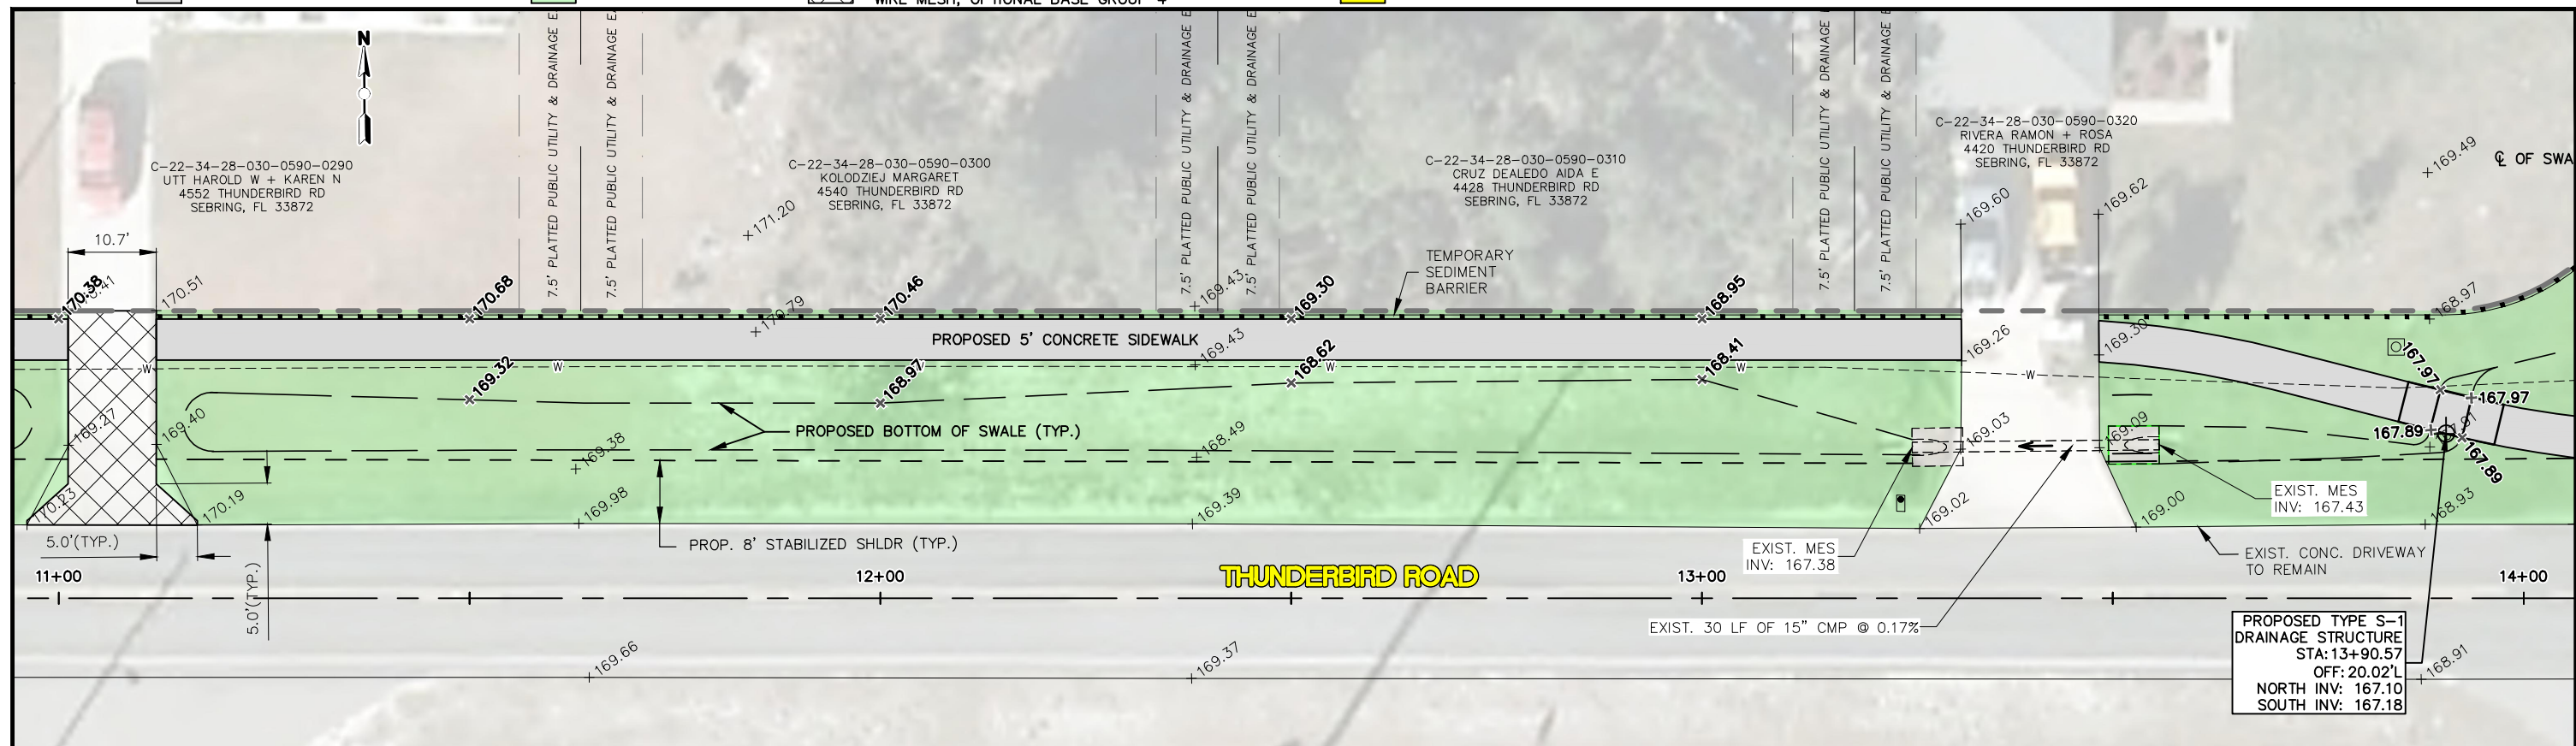 WIRE MESH, OPTIONAL BASE GROUP 4
N
7.5' PLATTED PUBLIC UTILITY & DRAINAGE E
7.5' PLATTED PUBLIC UTILITY & DRAINAGE E
7.5' PLATTED PUBLIC UTILITY & DRAINAGE E
7.5' PLATTED PUBLIC UTILITY & DRAINAGE E
7.5' PLATTED PUBLIC UTILITY & DRAINAGE
7.5' PLATTED PUBLIC UTILITY & DRAINAGE
C-22-34-28-030-0590-0290
UTT HAROLD W + KAREN N
4552 THUNDERBIRD RD
SEBRING, FL 33872
C-22-34-28-030-0590-0300
KOLODZIEJ MARGARET
4540 THUNDERBIRD RD
SEBRING, FL 33872
C-22-34-28-030-0590-0310
CRUZ DEALEDO AIDA E
4428 THUNDERBIRD RD
SEBRING, FL 33872
C-22-34-28-030-0590-0320
RIVERA RAMON + ROSA
4420 THUNDERBIRD RD
SEBRING, FL 33872
169.49
℄ OF SWA
171.20
169.60
169.62
10.7'
TEMPORARY
SEDIMENT
BARRIER
170.38
170.51
170.68
170.79
170.46
169.43
169.30
168.95
168.97
PROPOSED 5' CONCRETE SIDEWALK
169.43
169.26
169.30
W
W
W
W
W
169.32
168.97
168.62
168.41
167.97
167.97
169.27
169.40
PROPOSED BOTTOM OF SWALE (TYP.)
169.38
168.49
169.03
169.09
167.89
167.89
170.19
169.98
169.39
169.02
169.00
168.93
EXIST. MES
INV: 167.43
5.0'(TYP.)
5.0'(TYP.)
PROP. 8' STABILIZED SHLDR (TYP.)
EXIST. MES
INV: 167.38
EXIST. CONC. DRIVEWAY
TO REMAIN
11+00
12+00
THUNDERBIRD ROAD
13+00
14+00
EXIST. 30 LF OF 15" CMP @ 0.17%
169.66
169.37
168.91
PROPOSED TYPE S-1
DRAINAGE STRUCTURE
STA:13+90.57
OFF: 20.02'L
NORTH INV: 167.10
SOUTH INV: 167.18